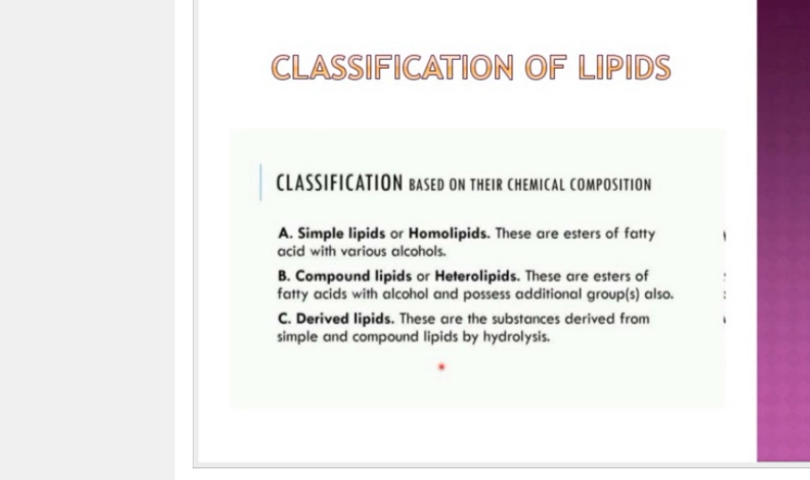 CLASSIFICATION OF LIPIDS
CLASSIFICATION BASED ON THEIR CHEMICAL COMPOSITION
A. Simple lipids or Homolipids. These are esters of fatty
acid with various alcohols.
B. Compound lipids or Heterolipids. These are esters of
fatty acids with alcohol and possess additional group(s) also.
C. Derived lipids. These are the substances derived from
simple and compound lipids by hydrolysis.